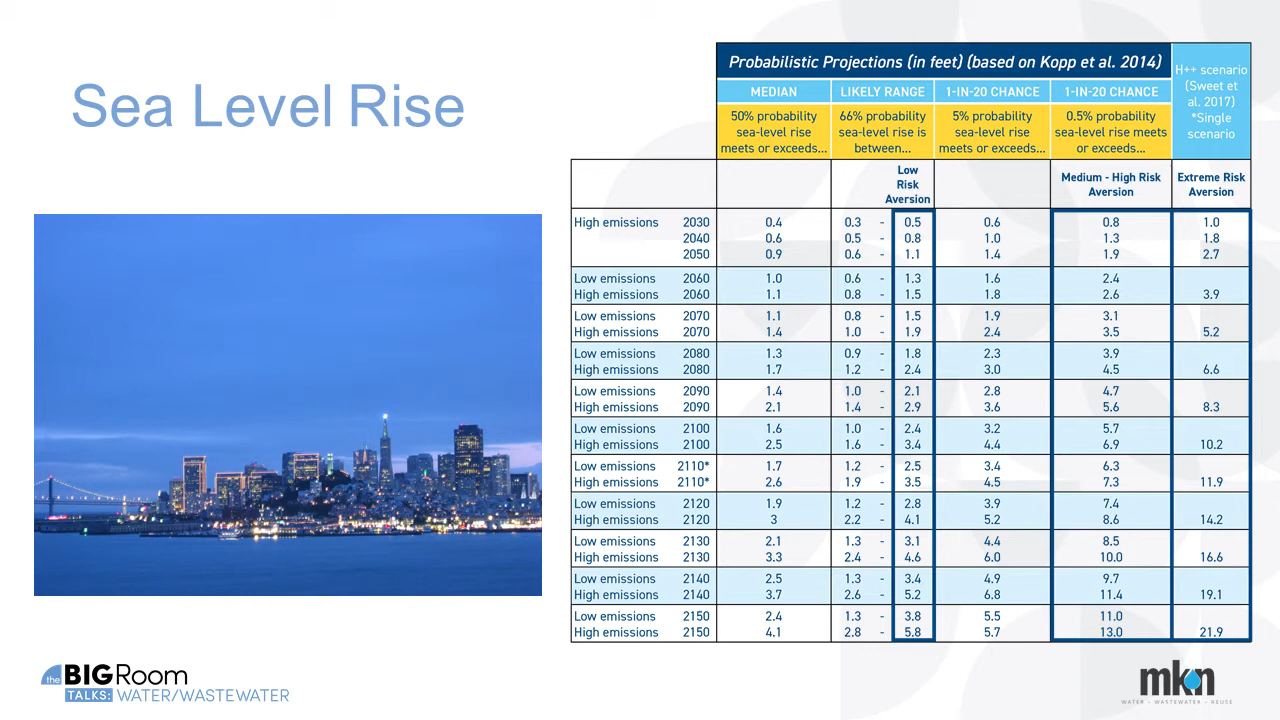 Sea Level Rise
Probabilistic Projections (in feet) (based on Kopp et al. 2014)
H++ scenario
(Sweet et
al. 2017)
*Single
scenario
MEDIAN LIKELY RANGE 1-IN-20 CHANCE 1-IN-20 CHANCE
50% probability 66% probability 5% probability 0.5% probability
sea-level rise sea-level rise is sea-level rise sea-level rise meets
meets or exceeds... between... meets or exceeds... or exceeds...
Low
Risk
Aversion
Medium - High Risk
Aversion
Extreme Risk
Aversion
High emissions 2030 0.4 0.3 - 0.5 0.6 0.8 1.0
2040 0.6 0.5 - 0.8 1.0 1.3 1.8
2050 0.9 0.6 - 1.1 1.4 1.9 2.7
Low emissions 2060 1.0 0.6 - 1.3 1.6 2.4
High emissions 2060 1.1 0.8 - 1.5 1.8 2.6 3.9
Low emissions 2070 1.1 0.8 - 1.5 1.9 3.1
High emissions 2070 1.4 1.0 - 1.9 2.4 3.5 5.2
Low emissions 2080 1.3 0.9 - 1.8 2.3 3.9
High emissions 2080 1.7 1.2 - 2.4 3.0 4.5 6.6
Low emissions 2090 1.4 1.0 - 2.1 2.8 4.7
High emissions 2090 2.1 1.4 - 2.9 3.6 5.6 8.3
Low emissions 2100 1.6 1.0 - 2.4 3.2 5.7
High emissions 2100 2.5 1.6 - 3.4 4.4 6.9 10.2
Low emissions 2110* 1.7 1.2 - 2.5 3.4 6.3
High emissions 2110* 2.6 1.9 - 3.5 4.5 7.3 11.9
Low emissions 2120 1.9 1.2 - 2.8 3.9 7.4
High emissions 2120 3 2.2 - 4.1 5.2 8.6 14.2
Low emissions 2130 2.1 1.3 - 3.1 4.4 8.5
High emissions 2130 3.3 2.4 - 4.6 6.0 10.0 16.6
Low emissions 2140 2.5 1.3 - 3.4 4.9 9.7
High emissions 2140 3.7 2.6 - 5.2 6.8 11.4 19.1
Low emissions 2150 2.4 1.3 - 3.8 5.5 11.0
High emissions 2150 4.1 2.8 - 5.8 5.7 13.0 21.9
the BIG Room
TALKS: WATER/WASTEWATER
mkn
WATER - WASTEWATER - REUSE